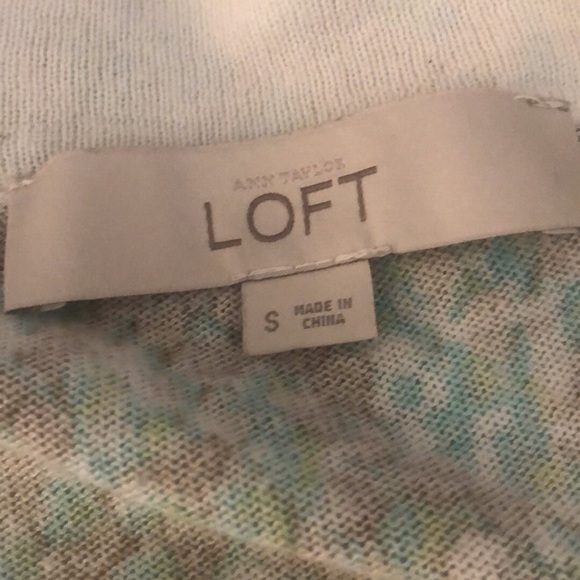 ANN TAYLOR
LOFT
S
MADE IN
CHINA